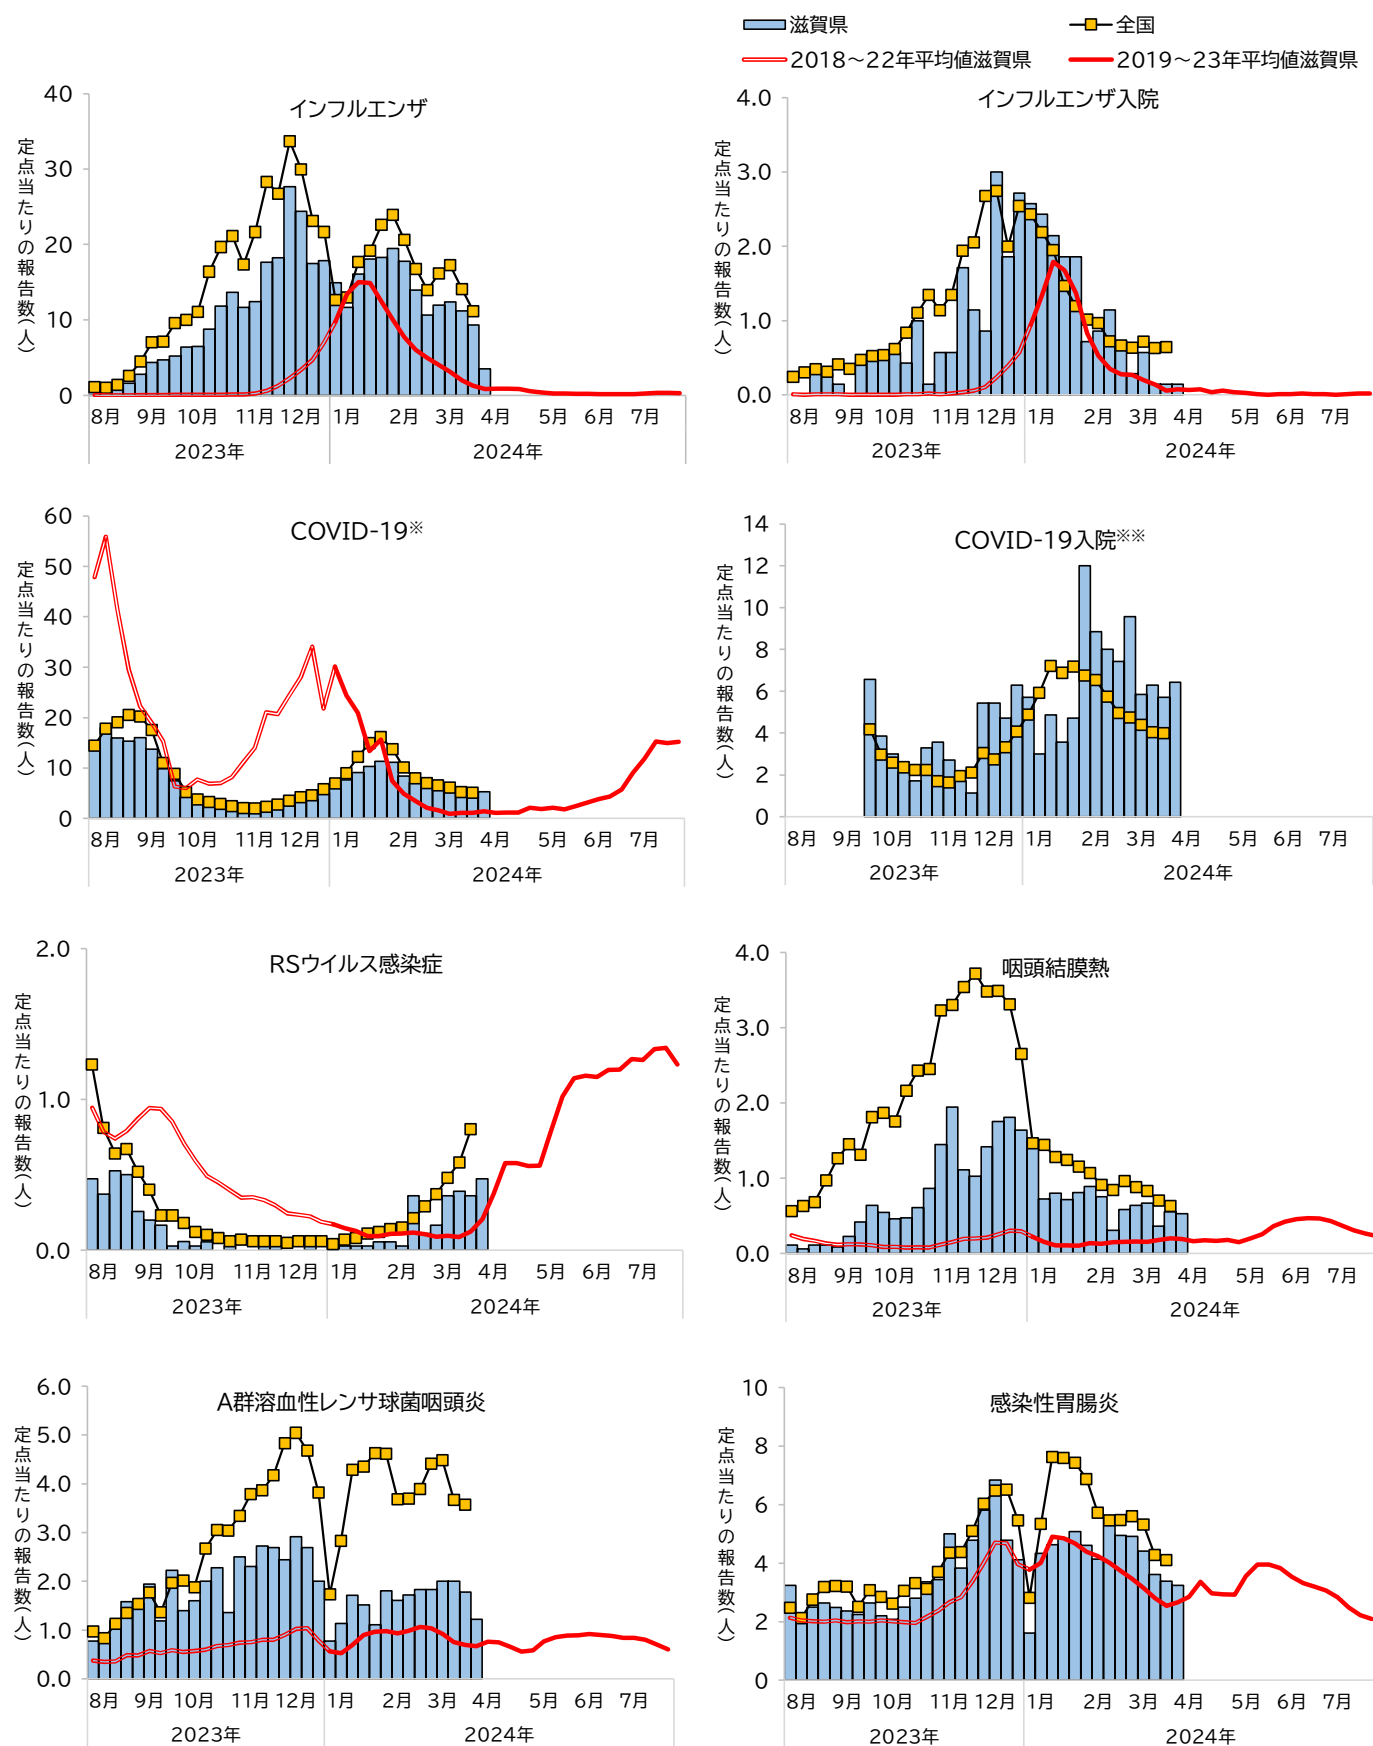 滋賀県 全国
2018～22年平均値滋賀県 2019～23年平均値滋賀県
インフルエンザ
定点当たりの報告数(人)
40
30
20
10
0
8月 9月 10月 11月 12月 1月 2月 3月 4月 5月 6月 7月
2023年 2024年
インフルエンザ入院
定点当たりの報告数(人)
4.0
3.0
2.0
1.0
0.0
8月 9月 10月 11月 12月 1月 2月 3月 4月 5月 6月 7月
2023年 2024年
COVID-19※
定点当たりの報告数(人)
60
50
40
30
20
10
0
8月 9月 10月 11月 12月 1月 2月 3月 4月 5月 6月 7月
2023年 2024年
COVID-19入院※※
定点当たりの報告数(人)
14
12
10
8
6
4
2
0
8月 9月 10月 11月 12月 1月 2月 3月 4月 5月 6月 7月
2023年 2024年
RSウイルス感染症
定点当たりの報告数(人)
2.0
1.0
0.0
8月 9月 10月 11月 12月 1月 2月 3月 4月 5月 6月 7月
2023年 2024年
咽頭結膜熱
定点当たりの報告数(人)
4.0
3.0
2.0
1.0
0.0
8月 9月 10月 11月 12月 1月 2月 3月 4月 5月 6月 7月
2023年 2024年
A群溶血性レンサ球菌咽頭炎
定点当たりの報告数(人)
6.0
5.0
4.0
3.0
2.0
1.0
0.0
8月 9月 10月 11月 12月 1月 2月 3月 4月 5月 6月 7月
2023年 2024年
感染性胃腸炎
定点当たりの報告数(人)
10
8
6
4
2
0
8月 9月 10月 11月 12月 1月 2月 3月 4月 5月 6月 7月
2023年 2024年